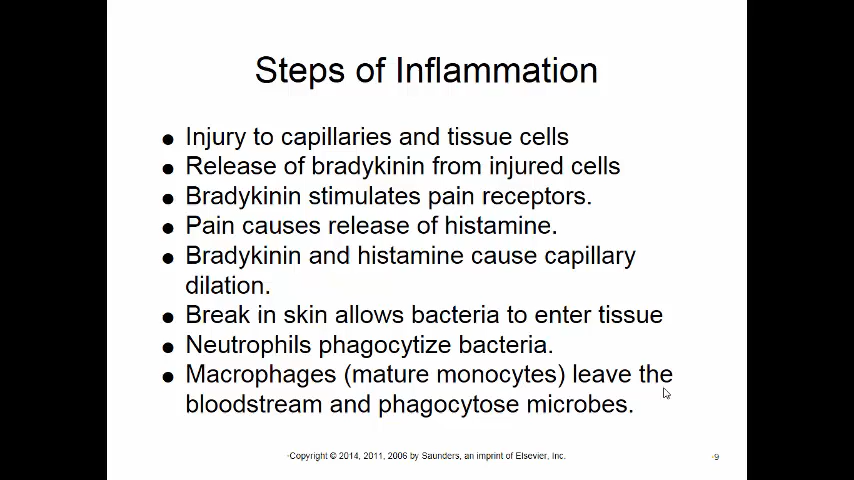 Steps of Inflammation
● Injury to capillaries and tissue cells
● Release of bradykinin from injured cells
● Bradykinin stimulates pain receptors.
● Pain causes release of histamine.
● Bradykinin and histamine cause capillary
dilation.
● Break in skin allows bacteria to enter tissue
● Neutrophils phagocytize bacteria.
● Macrophages (mature monocytes) leave the
bloodstream and phagocytose microbes.
•Copyright © 2014, 2011, 2006 by Saunders, an imprint of Elsevier, Inc.
•9